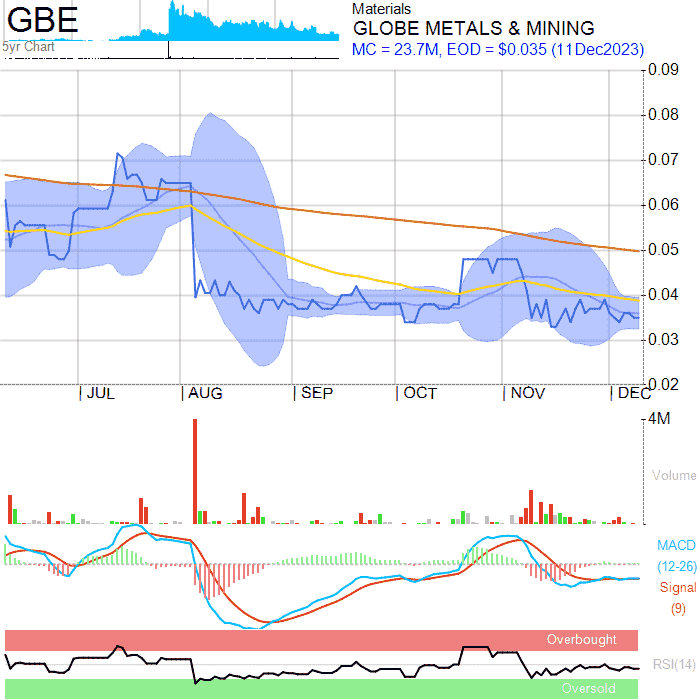 GBE
5yr Chart
Materials
GLOBE METALS & MINING
MC = 23.7M, EOD = $0.035 (11Dec2023)
0.09
0.08
0.07
0.06
0.05
0.04
0.03
0.02
JUL AUG SEP OCT NOV DEC
4M
Volume
MACD
(12-26)
Signal
(9)
Overbought
RSI(14)
Oversold